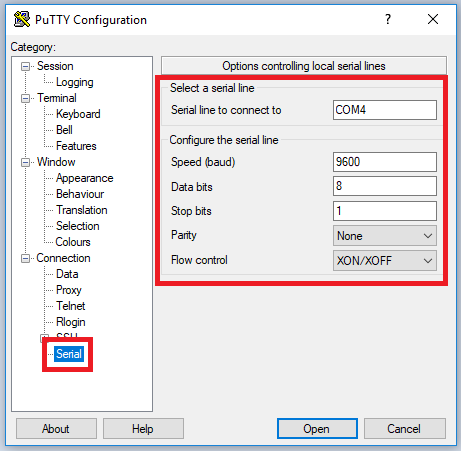 PuTTY Configuration
?
Category:
Session
Logging
Terminal
Keyboard
Bell
Features
Window
Appearance
Behaviour
Translation
Selection
Colours
Connection
Data
Proxy
Telnet
Rlogin
SSH
Serial
Options controlling local serial lines
Select a serial line
Serial line to connect to COM4
Configure the serial line
Speed (baud) 9600
Data bits 8
Stop bits 1
Parity None
Flow control XON/XOFF
About Help Open Cancel